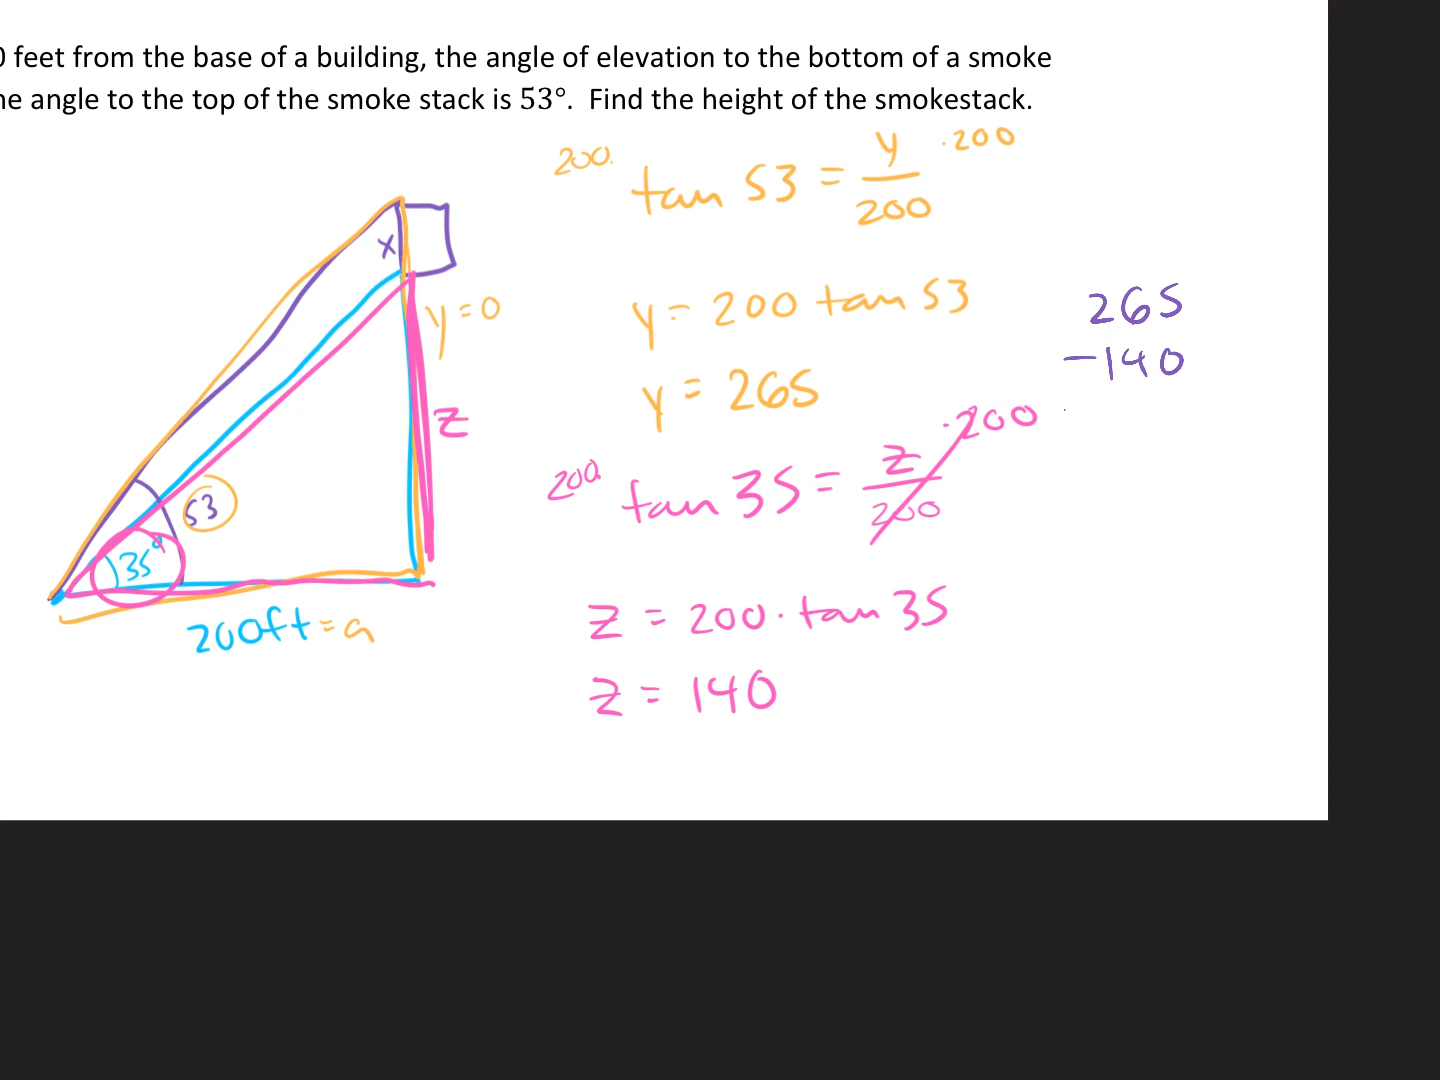 feet from the base of a building, the angle of elevation to the bottom of a smoke
angle to the top of the smoke stack is 53°. Find the height of the smokestack.
200· tan 53 = y/200 ·200
x
y = 0
y = 200 tan 53
265
-140
y = 265
z
200· tan 35 = z/200 ·200
53
35°
z = 200 · tan 35
200ft = a
z = 140